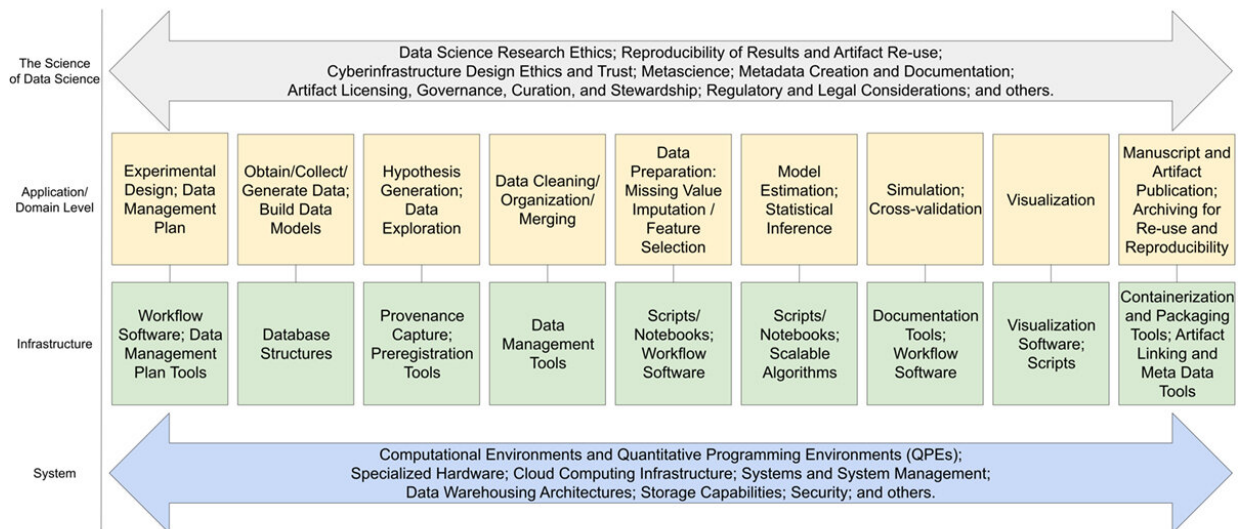 The Science
of Data Science
Data Science Research Ethics; Reproducibility of Results and Artifact Re-use;
Cyberinfrastructure Design Ethics and Trust; Metascience; Metadata Creation and Documentation;
Artifact Licensing, Governance, Curation, and Stewardship; Regulatory and Legal Considerations; and others.
Application/
Domain Level
Experimental
Design; Data
Management
Plan
Obtain/Collect/
Generate Data;
Build Data
Models
Hypothesis
Generation;
Data
Exploration
Data Cleaning/
Organization/
Merging
Data
Preparation:
Missing Value
Imputation /
Feature
Selection
Model
Estimation;
Statistical
Inference
Simulation;
Cross-validation
Visualization
Manuscript and
Artifact
Publication;
Archiving for
Re-use and
Reproducibility
Infrastructure
Workflow
Software; Data
Management
Plan Tools
Database
Structures
Provenance
Capture;
Preregistration
Tools
Data
Management
Tools
Scripts/
Notebooks;
Workflow
Software
Scripts/
Notebooks;
Scalable
Algorithms
Documentation
Tools; Workflow
Software
Visualization
Software;
Scripts
Containerization
and Packaging
Tools; Artifact
Linking and
Meta Data
Tools
System
Computational Environments and Quantitative Programming Environments (QPEs);
Specialized Hardware; Cloud Computing Infrastructure; Systems and System Management;
Data Warehousing Architectures; Storage Capabilities; Security; and others.